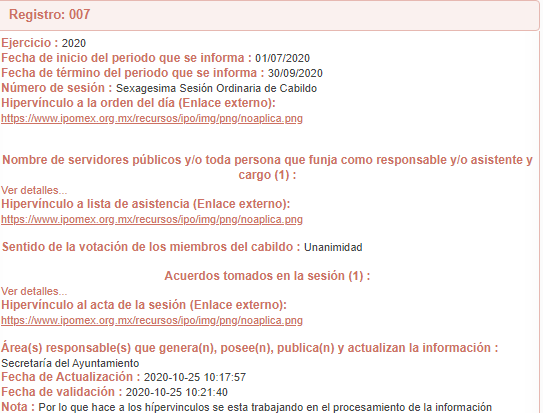 Registro: 007
Ejercicio : 2020
Fecha de inicio del periodo que se informa : 01/07/2020
Fecha de término del periodo que se informa : 30/09/2020
Número de sesión : Sexagesima Sesión Ordinaria de Cabildo
Hipervínculo a la orden del día (Enlace externo):
https://www.ipomex.org.mx/recursos/ipo/img/png/noaplica.png
Nombre de servidores públicos y/o toda persona que funja como responsable y/o asistente y
cargo (1) :
Ver detalles...
Hipervínculo a lista de asistencia (Enlace externo):
https://www.ipomex.org.mx/recursos/ipo/img/png/noaplica.png
Sentido de la votación de los miembros del cabildo : Unanimidad
Acuerdos tomados en la sesión (1) :
Ver detalles...
Hipervínculo al acta de la sesión (Enlace externo):
https://www.ipomex.org.mx/recursos/ipo/img/png/noaplica.png
Área(s) responsable(s) que genera(n), posee(n), publica(n) y actualizan la información :
Secretaría del Ayuntamiento
Fecha de Actualización : 2020-10-25 10:17:57
Fecha de validación : 2020-10-25 10:21:40
Nota : Por lo que hace a los hípervinculos se esta trabajando en el procesamiento de la información